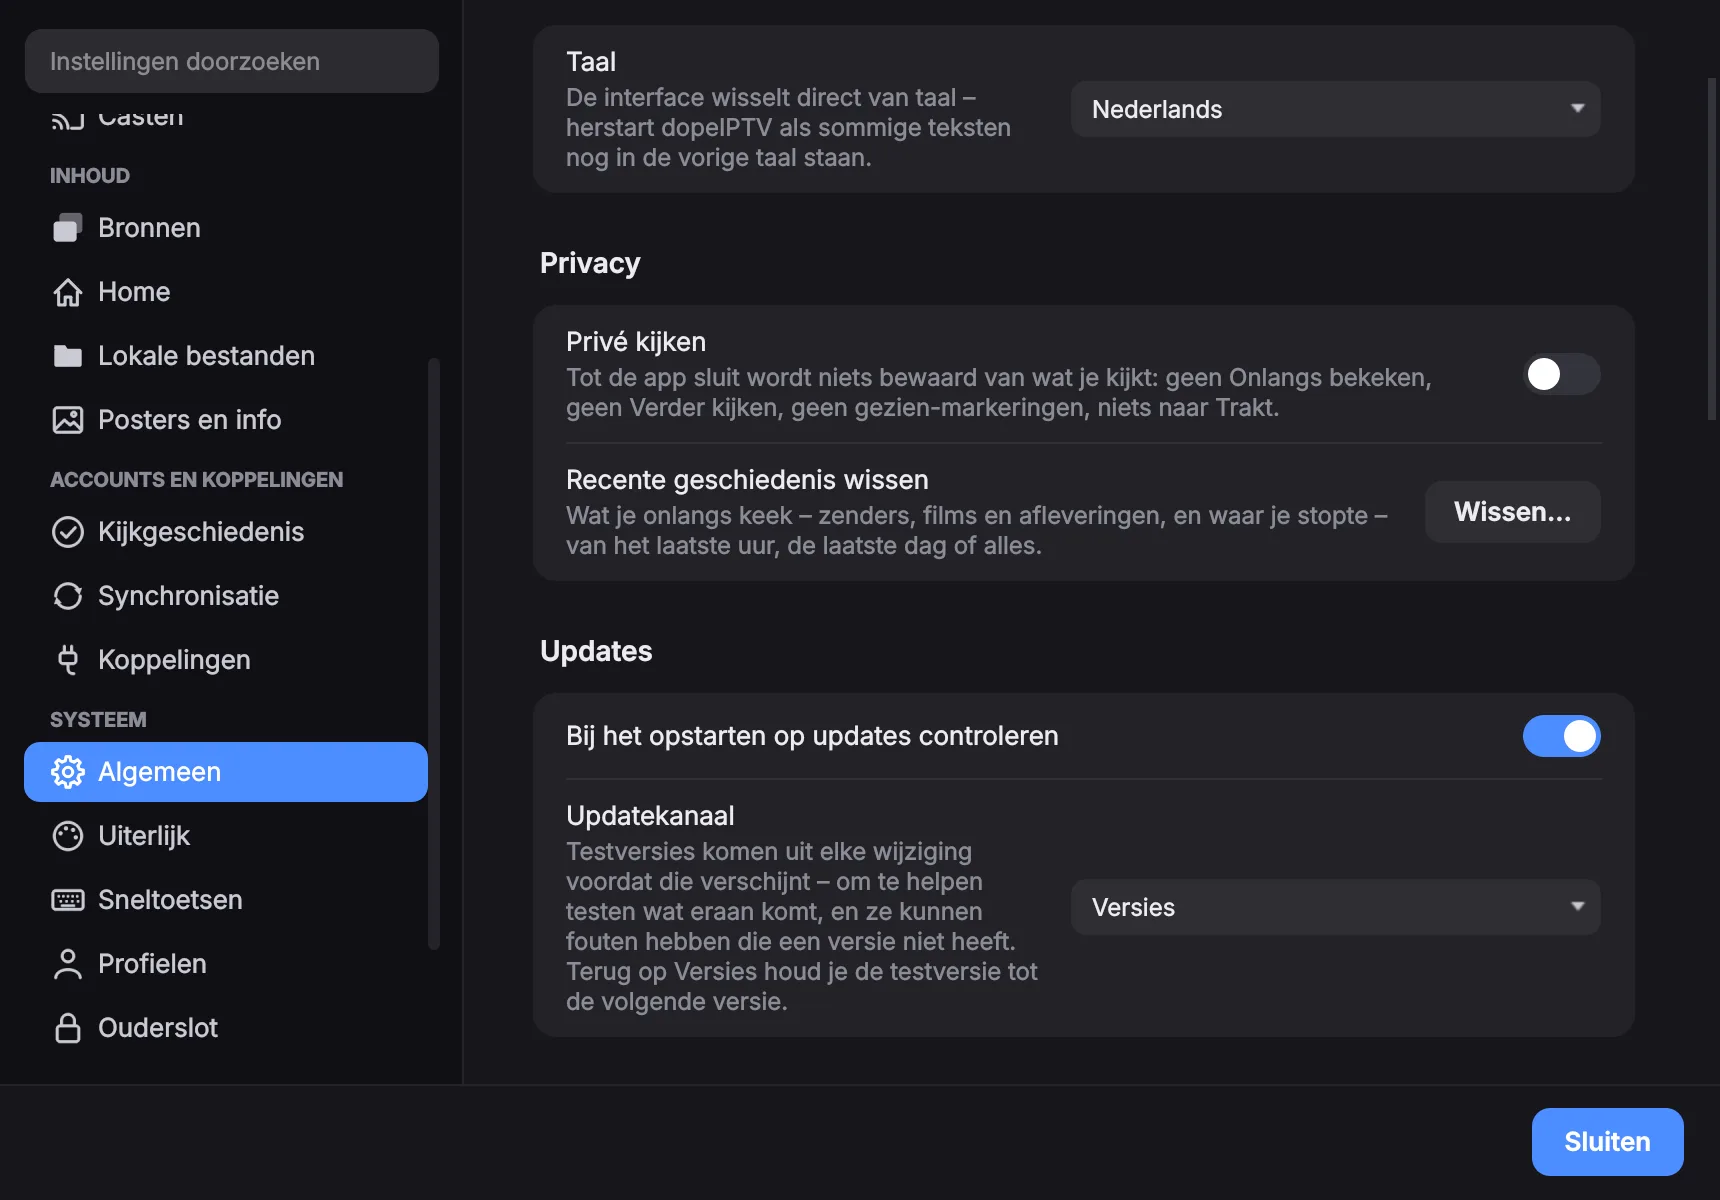 Instellingen doorzoeken
Casten
INHOUD
Bronnen
Home
Lokale bestanden
Posters en info
ACCOUNTS EN KOPPELINGEN
Kijkgeschiedenis
Synchronisatie
Koppelingen
SYSTEEM
Algemeen
Uiterlijk
Sneltoetsen
Profielen
Ouderslot
Taal
De interface wisselt direct van taal –
herstart dopeIPTV als sommige teksten
nog in de vorige taal staan.
Nederlands
Privacy
Privé kijken
Tot de app sluit wordt niets bewaard van wat je kijkt: geen Onlangs bekeken,
geen Verder kijken, geen gezien-markeringen, niets naar Trakt.
Recente geschiedenis wissen
Wat je onlangs keek – zenders, films en afleveringen, en waar je stopte –
van het laatste uur, de laatste dag of alles.
Wissen...
Updates
Bij het opstarten op updates controleren
Updatekanaal
Testversies komen uit elke wijziging
voordat die verschijnt – om te helpen
testen wat eraan komt, en ze kunnen
fouten hebben die een versie niet heeft.
Terug op Versies houd je de testversie tot
de volgende versie.
Versies
Sluiten